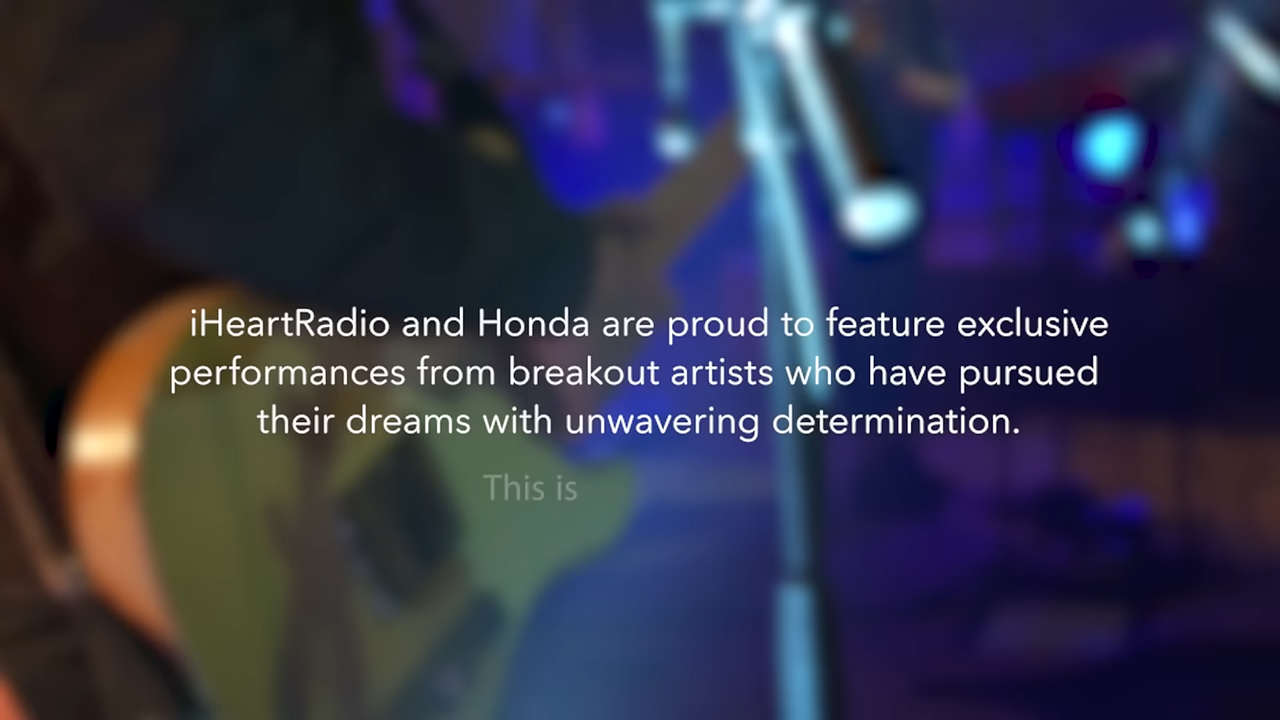 iHeartRadio and Honda are proud to feature exclusive
performances from breakout artists who have pursued
their dreams with unwavering determination.
This is